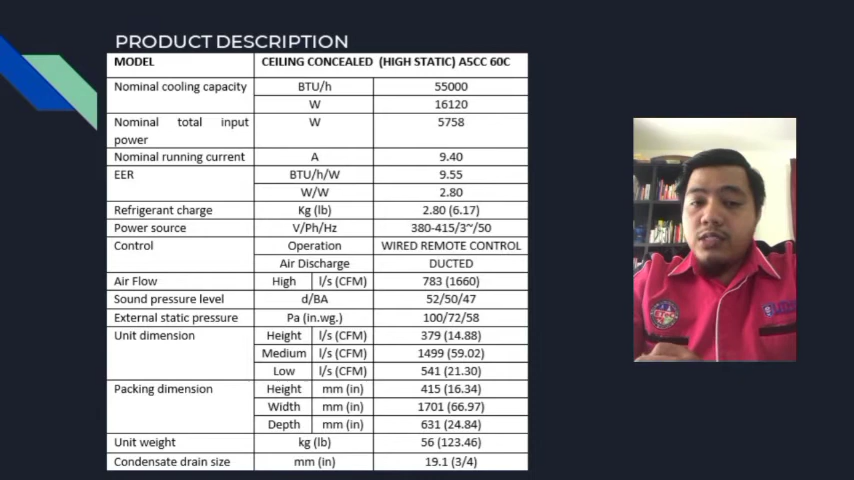 PRODUCT DESCRIPTION
MODEL CEILING CONCEALED (HIGH STATIC) A5CC 60C
Nominal cooling capacity BTU/h 55000
W 16120
Nominal total input power W 5758
Nominal running current A 9.40
EER BTU/h/W 9.55
W/W 2.80
Refrigerant charge Kg (lb) 2.80 (6.17)
Power source V/Ph/Hz 380-415/3~/50
Control Operation WIRED REMOTE CONTROL
Air Discharge DUCTED
Air Flow High l/s (CFM) 783 (1660)
Sound pressure level d/BA 52/50/47
External static pressure Pa (in.wg.) 100/72/58
Unit dimension Height l/s (CFM) 379 (14.88)
Medium l/s (CFM) 1499 (59.02)
Low l/s (CFM) 541 (21.30)
Packing dimension Height mm (in) 415 (16.34)
Width mm (in) 1701 (66.97)
Depth mm (in) 631 (24.84)
Unit weight kg (lb) 56 (123.46)
Condensate drain size mm (in) 19.1 (3/4)